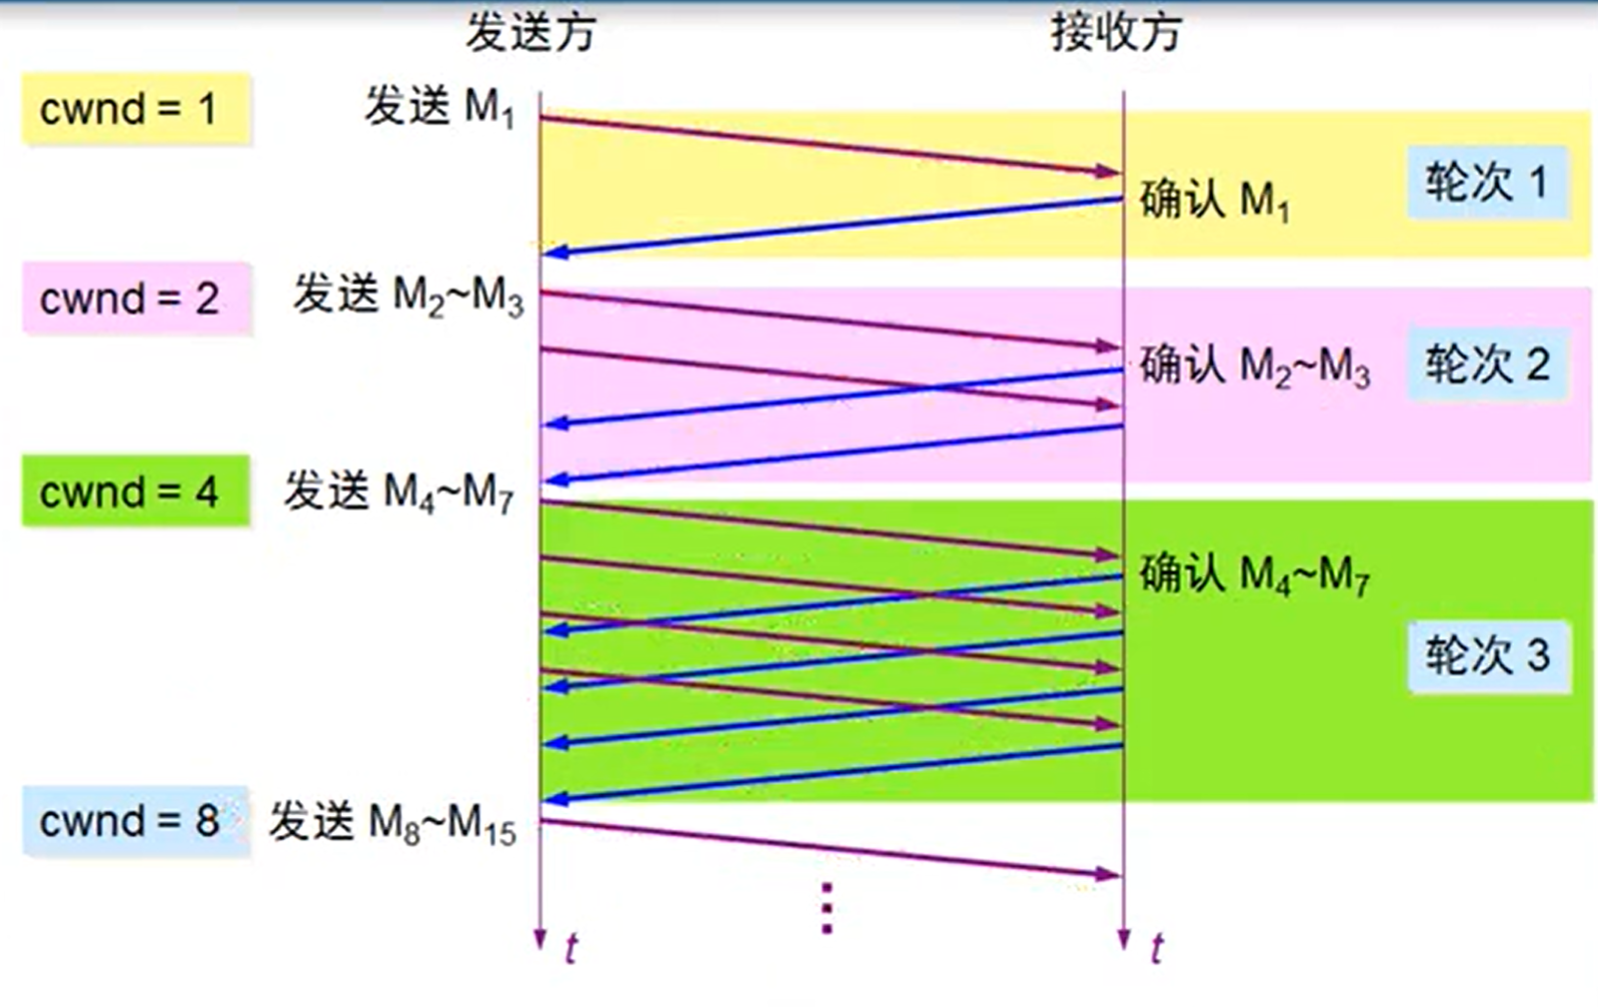 发送方 接收方
cwnd = 1 发送 M₁
确认 M₁ 轮次 1
cwnd = 2 发送 M₂~M₃
确认 M₂~M₃ 轮次 2
cwnd = 4 发送 M₄~M₇
确认 M₄~M₇
轮次 3
cwnd = 8 发送 M₈~M₁₅
t t